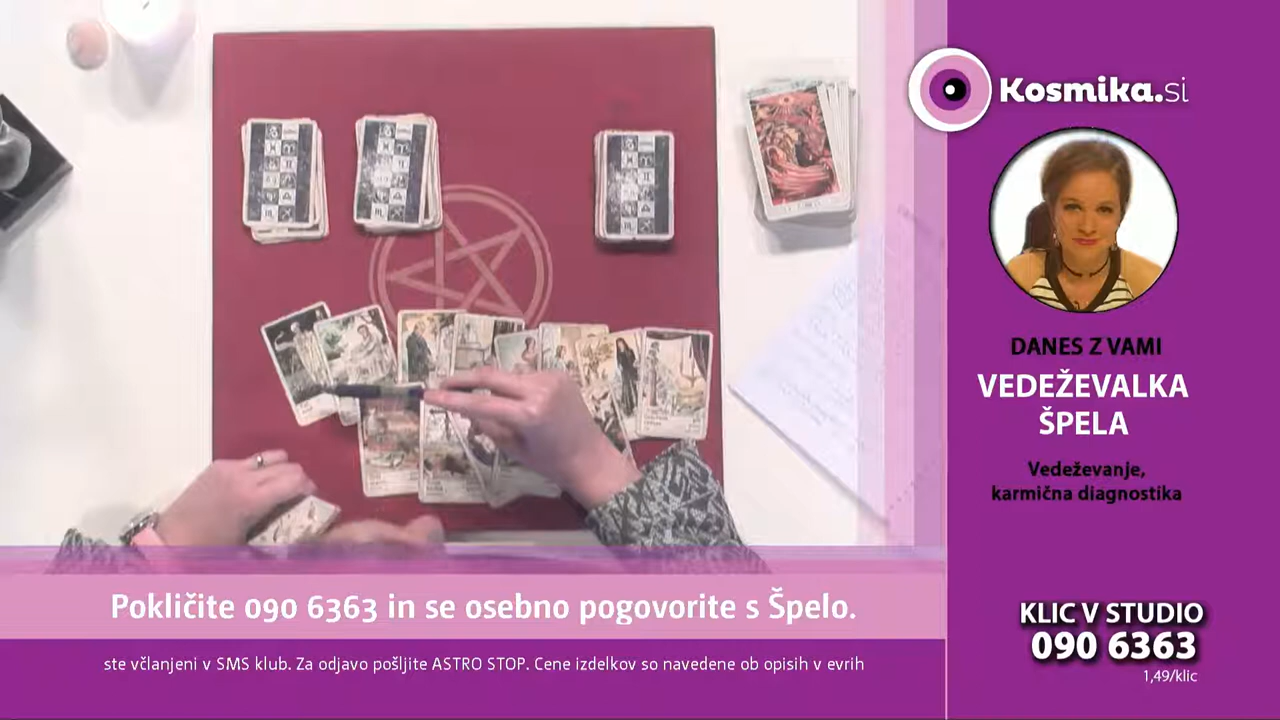 Kosmika.si
DANES Z VAMI
VEDEŽEVALKA
ŠPELA
Vedeževanje,
karmična diagnostika
KLIC V STUDIO
090 6363
1,49/klic
Pokličite 090 6363 in se osebno pogovorite s Špelo.
ste včlanjeni v SMS klub. Za odjavo pošljite ASTRO STOP. Cene izdelkov so navedene ob opisih v evrih